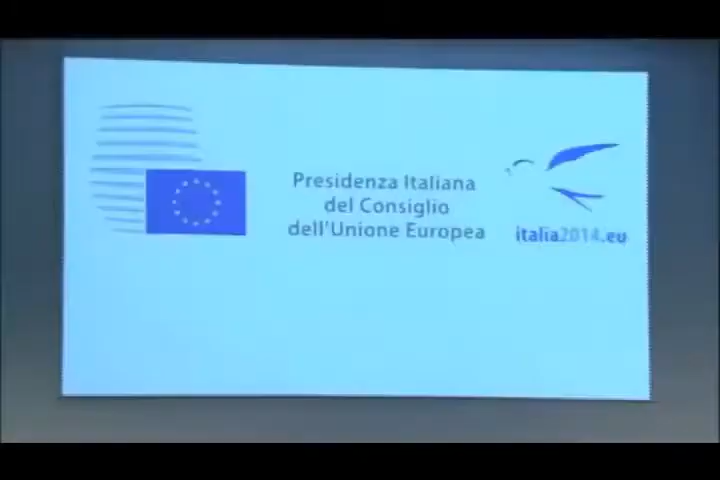 Presidenza Italiana
del Consiglio
dell'Unione Europea
italia2014.eu